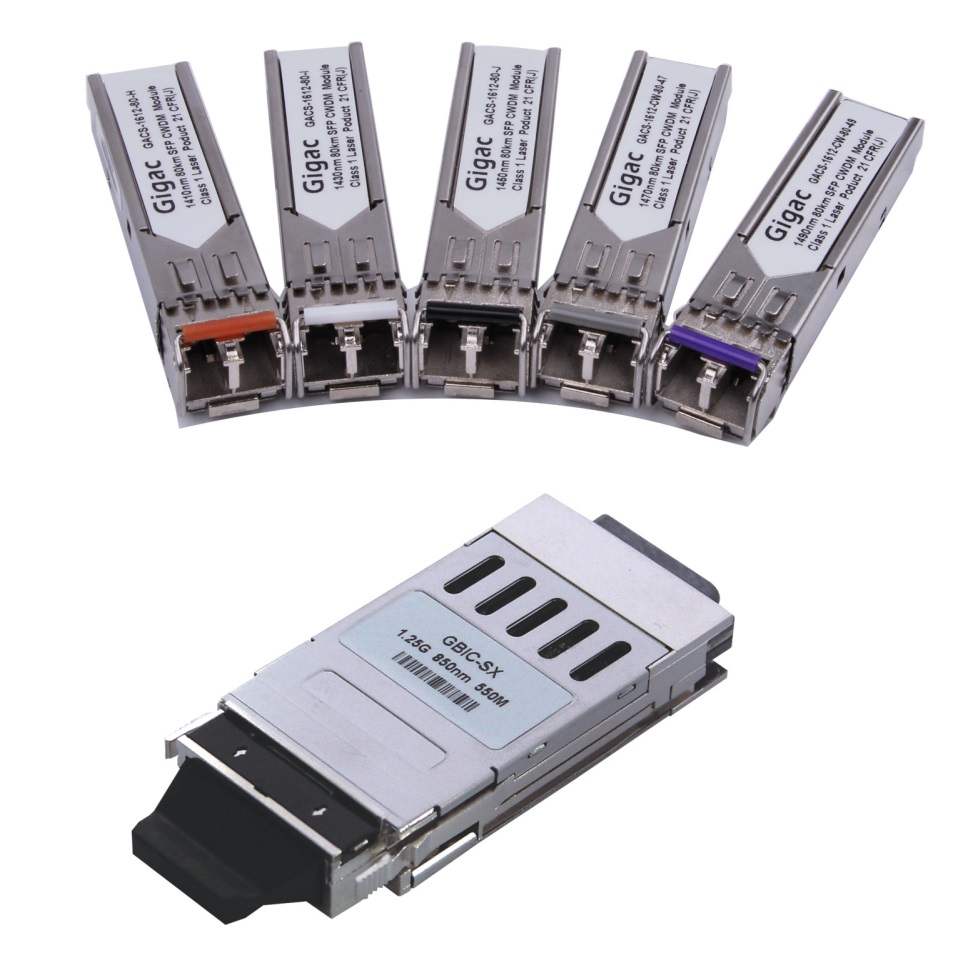 Gigac GACS-1612-80-H
1410nm 80km SFP CWDM Module
Class 1 Laser Poduct 21 CFR(J)
Gigac GACS-1612-80-I
1430nm 80km SFP CWDM Module
Class 1 Laser Poduct 21 CFR(J)
Gigac GACS-1612-80-J
1450nm 80km SFP CWDM Module
Class 1 Laser Poduct 21 CFR(J)
Gigac GACS-1612-CW-80-47
1470nm 80km SFP CWDM Module
Class 1 Laser Poduct 21 CFR(J)
Gigac GACS-1612-CW-80-49
1490nm 80km SFP CWDM Module
Class 1 Laser Poduct 21 CFR(J)
GBIC-SX
1.25G 850nm 550M